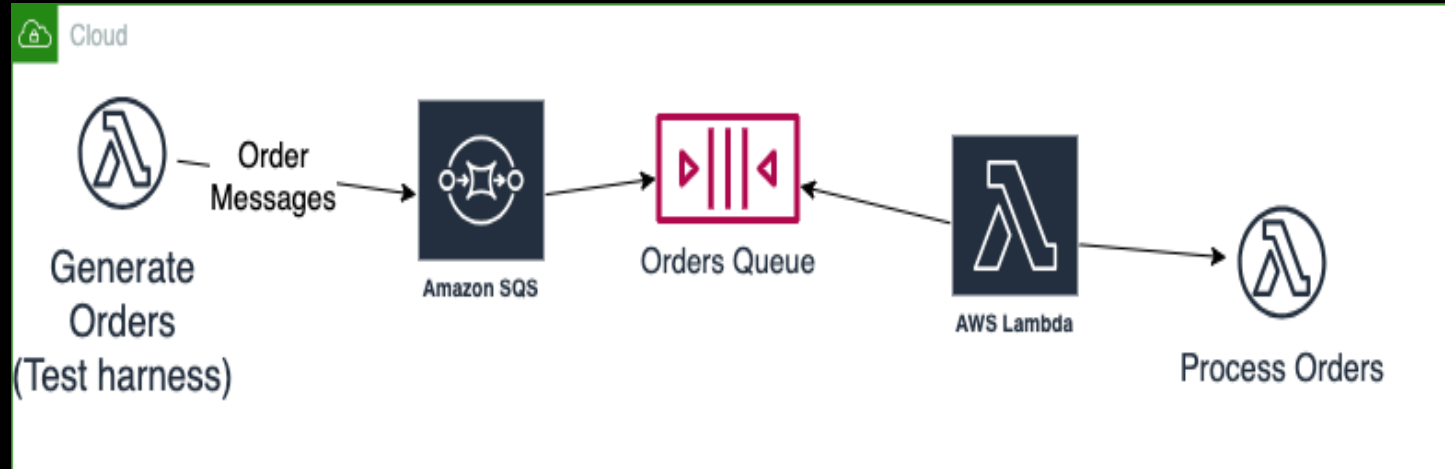 Cloud
Order
Messages
Generate
Orders
(Test harness)
Amazon SQS
Orders Queue
AWS Lambda
Process Orders